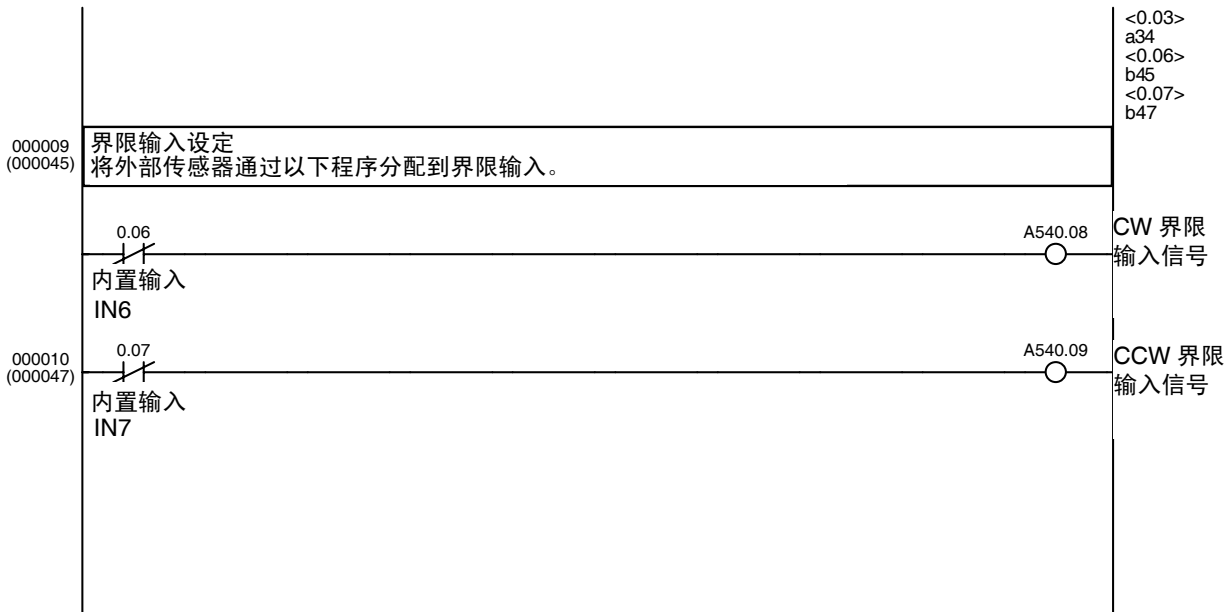 <0.03>
a34
<0.06>
b45
<0.07>
b47
000009
(000045)
界限输入设定
将外部传感器通过以下程序分配到界限输入。
0.06
内置输入
IN6
A540.08
CW 界限
输入信号
000010
(000047)
0.07
内置输入
IN7
A540.09
CCW 界限
输入信号